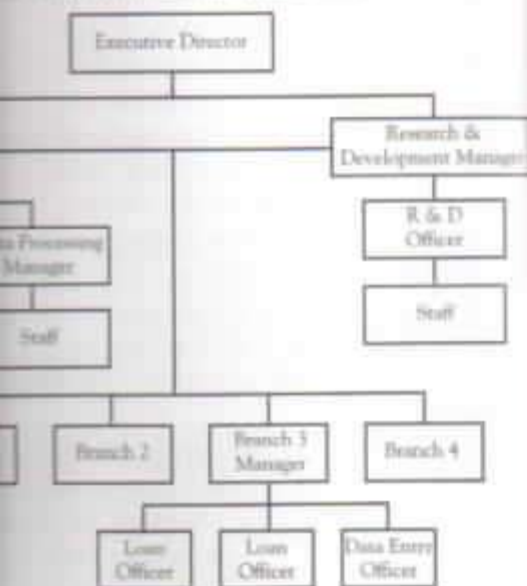 Executive Director
Research &
Development Manager
R & D
Officer
Processing
Manager
Staff
Staff
Branch 2
Branch 3
Manager
Branch 4
Loan
Officer
Loan
Officer
Data Entry
Officer